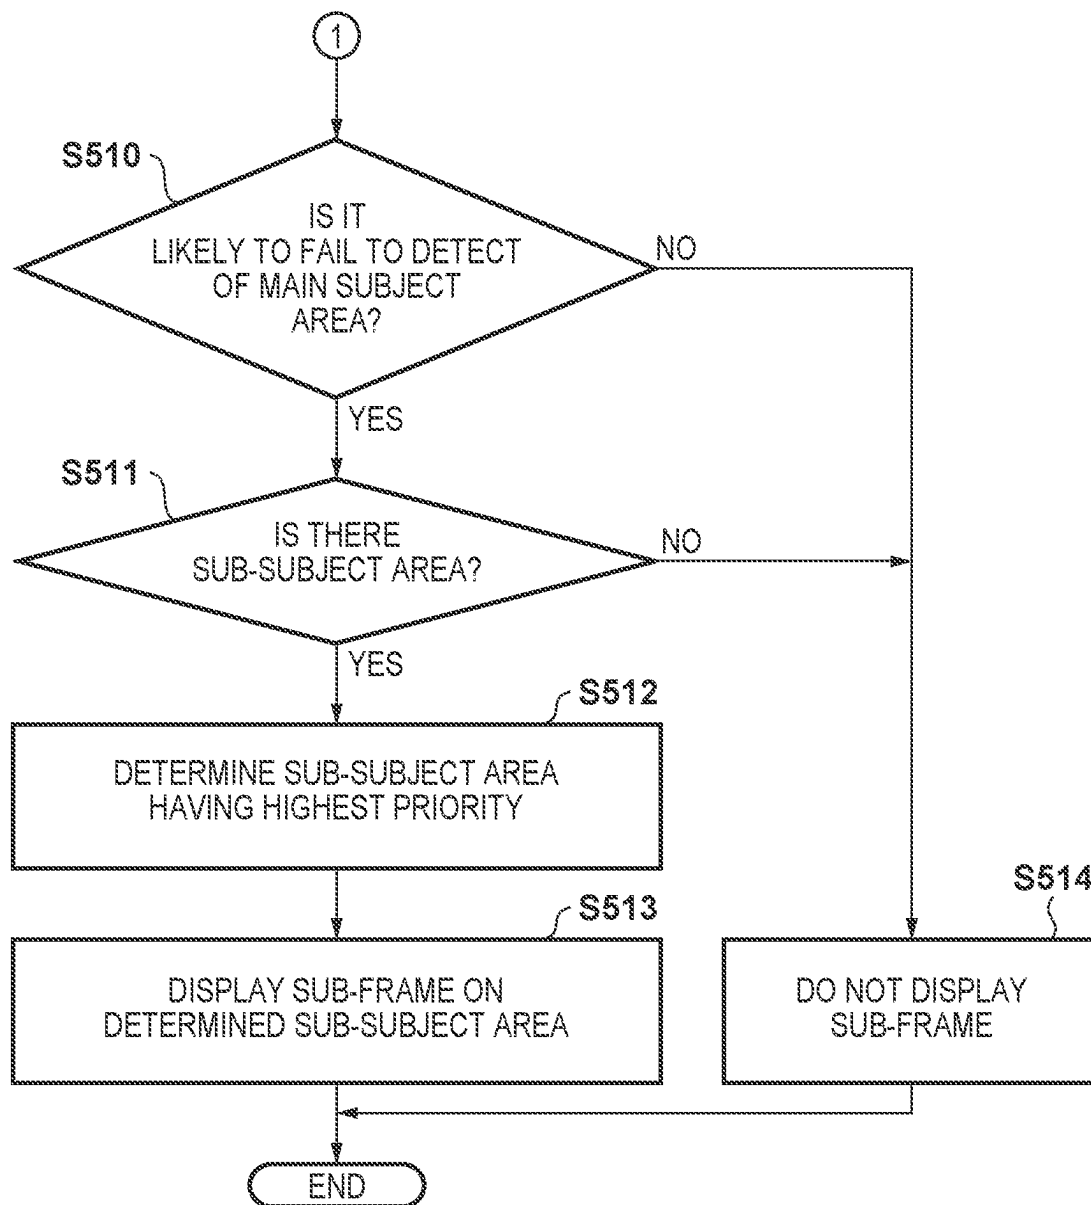 1
S510
IS IT
LIKELY TO FAIL TO DETECT
OF MAIN SUBJECT
AREA?
NO
YES
S511
IS THERE
SUB-SUBJECT AREA?
NO
YES
S512
DETERMINE SUB-SUBJECT AREA
HAVING HIGHEST PRIORITY
S513
DISPLAY SUB-FRAME ON
DETERMINED SUB-SUBJECT AREA
S514
DO NOT DISPLAY
SUB-FRAME
END